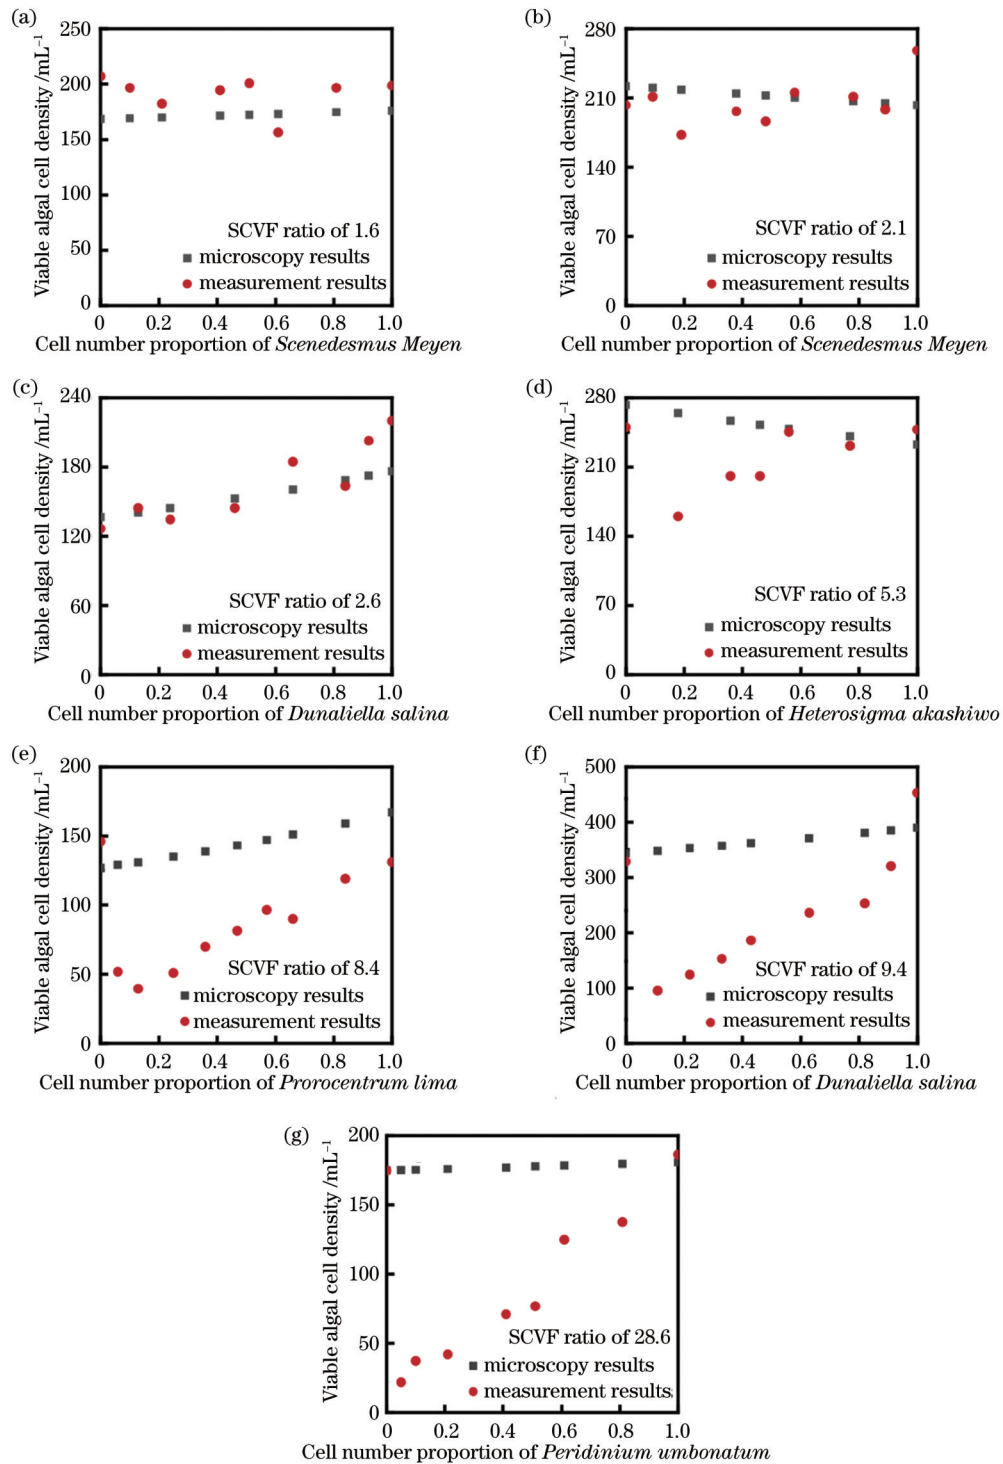 (a)
250
200
150
100
50
0
Viable algal cell density /mL⁻¹
SCVF ratio of 1.6
microscopy results
measurement results
0 0.2 0.4 0.6 0.8 1.0
Cell number proportion of Scenedesmus Meyen
(b)
280
210
140
70
0
Viable algal cell density /mL⁻¹
SCVF ratio of 2.1
microscopy results
measurement results
0 0.2 0.4 0.6 0.8 1.0
Cell number proportion of Scenedesmus Meyen
(c)
240
180
120
60
0
Viable algal cell density /mL⁻¹
SCVF ratio of 2.6
microscopy results
measurement results
0 0.2 0.4 0.6 0.8 1.0
Cell number proportion of Dunaliella salina
(d)
280
210
140
70
0
Viable algal cell density /mL⁻¹
SCVF ratio of 5.3
microscopy results
measurement results
0 0.2 0.4 0.6 0.8 1.0
Cell number proportion of Heterosigma akashiwo
(e)
200
150
100
50
0
Viable algal cell density /mL⁻¹
SCVF ratio of 8.4
microscopy results
measurement results
0 0.2 0.4 0.6 0.8 1.0
Cell number proportion of Prorocentrum lima
(f)
500
400
300
200
100
0
Viable algal cell density /mL⁻¹
SCVF ratio of 9.4
microscopy results
measurement results
0 0.2 0.4 0.6 0.8 1.0
Cell number proportion of Dunaliella salina
(g)
200
150
100
50
0
Viable algal cell density /mL⁻¹
SCVF ratio of 28.6
microscopy results
measurement results
0 0.2 0.4 0.6 0.8 1.0
Cell number proportion of Peridinium umbonatum